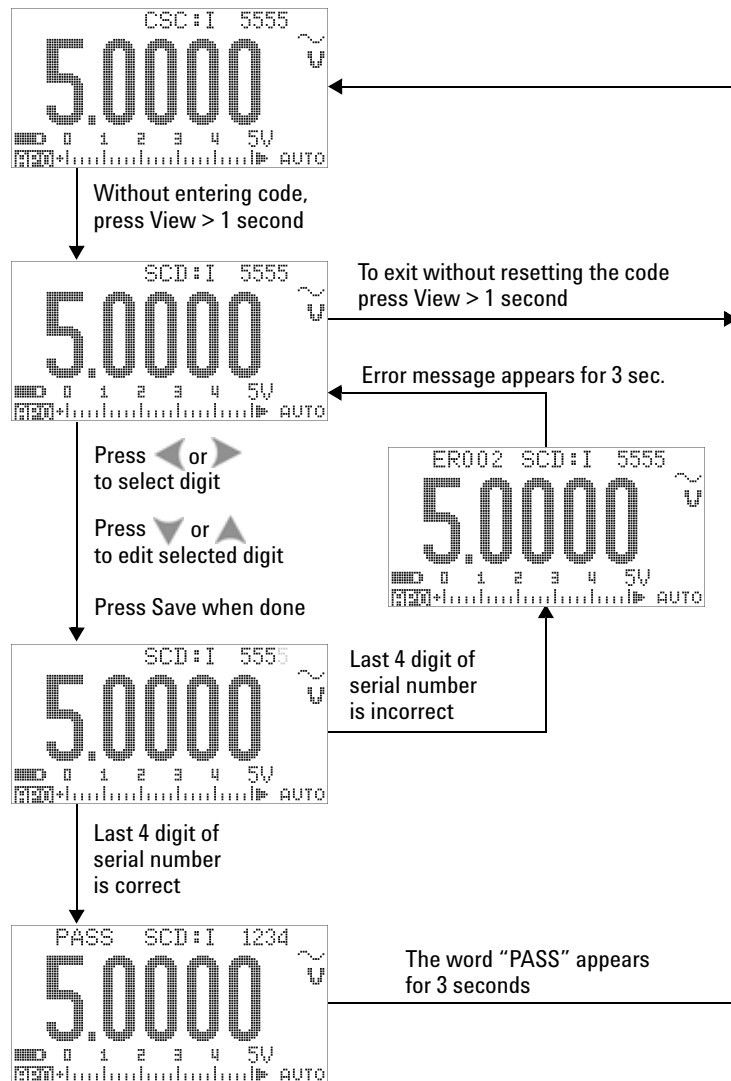 CSC:I 5555
5.0000
0 1 2 3 4 5V
APO AUTO
Without entering code,
press View > 1 second
SCD:I 5555
5.0000
0 1 2 3 4 5V
APO AUTO
To exit without resetting the code
press View > 1 second
Error message appears for 3 sec.
Press or
to select digit
Press or
to edit selected digit
Press Save when done
ER002 SCD:I 5555
5.0000
0 1 2 3 4 5V
APO AUTO
SCD:I 5555
5.0000
0 1 2 3 4 5V
APO AUTO
Last 4 digit of
serial number
is incorrect
Last 4 digit of
serial number
is correct
PASS SCD:I 1234
5.0000
0 1 2 3 4 5V
APO AUTO
The word “PASS” appears
for 3 seconds